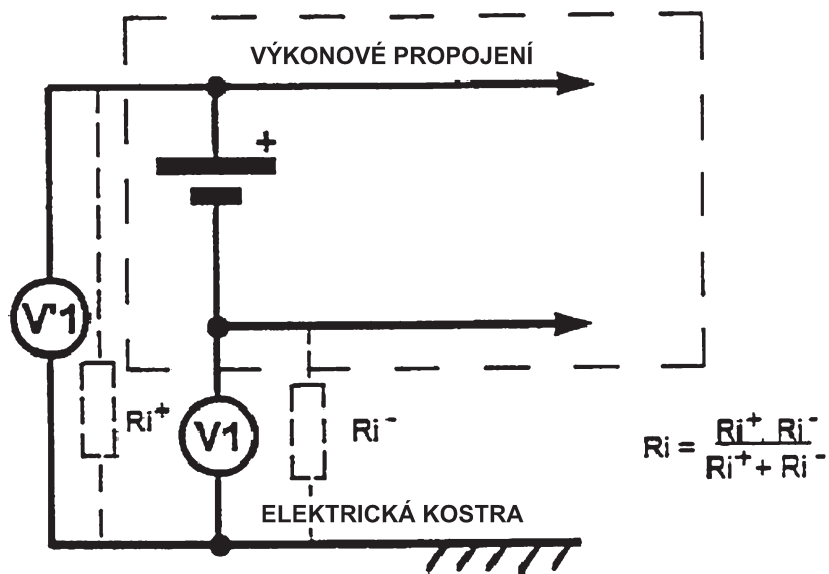 VÝKONOVÉ PROPOJENÍ
+
V'1
Ri⁺
V1
Ri⁻
Ri = Ri⁺ . Ri⁻ / Ri⁺ + Ri⁻
ELEKTRICKÁ KOSTRA